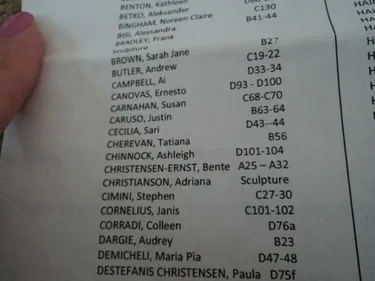 BENTON, Kathleen
BETKO, Aleksander C130
BINGHAM, Noreen Claire B41-44
BISI, Alessandra
BRADLEY, Frank
Sculpture
BROWN, Sarah Jane B27
BUTLER, Andrew C19-22
CAMPBELL, Ai D33-34
CANOVAS, Ernesto D93 - D100
CARNAHAN, Susan C68-C70
CARUSO, Justin B63-64
CECILIA, Sari D43--44
CHEREVAN, Tatiana B56
CHINNOCK, Ashleigh D101-104
CHRISTENSEN-ERNST, Bente A25 – A32
CHRISTIANSON, Adriana Sculpture
CIMINI, Stephen C27-30
CORNELIUS, Janis C101-102
CORRADI, Colleen D76a
DARGIE, Audrey B23
DEMICHELI, Maria Pia D47-48
DESTEFANIS CHRISTENSEN, Paula D75f